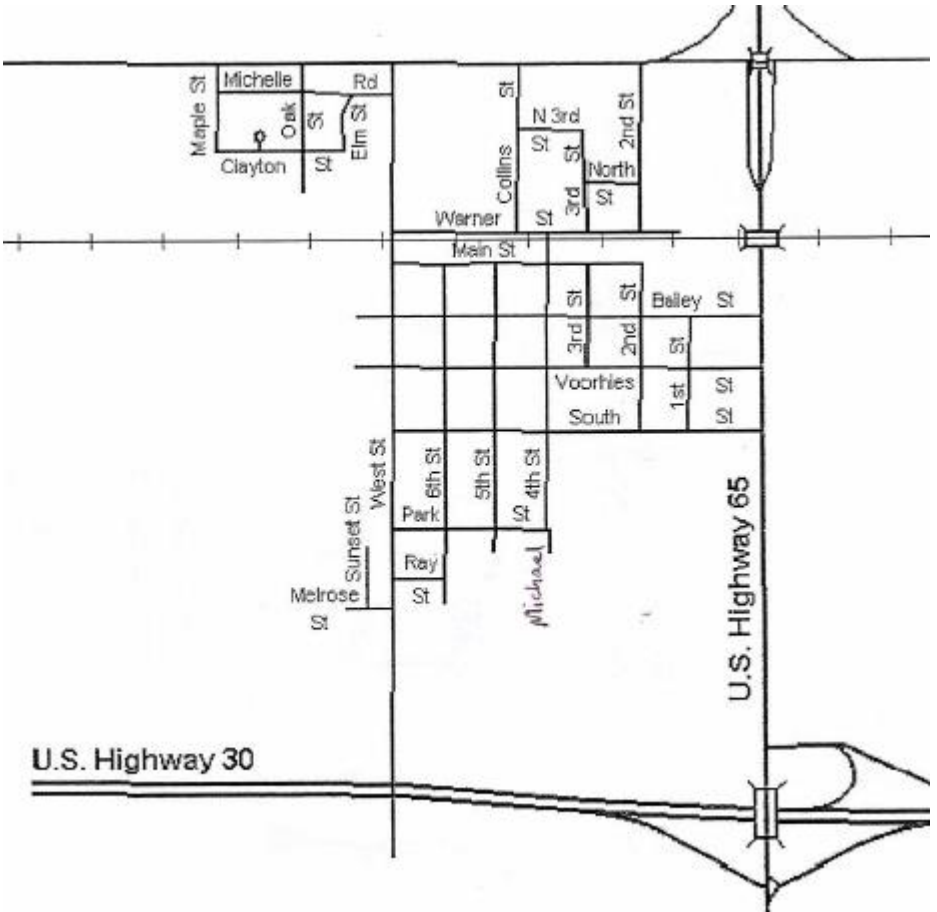 Michelle Rd
Maple St
Oak St
Elm St
Clayton St
Collins St
N 3rd St
2nd St
3rd St
North St
Warner St
Main St
3rd St
2nd St
Bailey St
Voorhies St
1st St
South St
West St
6th St
5th St
4th St
Park St
Sunset St
Ray St
Melrose St
Michael
U.S. Highway 65
U.S. Highway 30